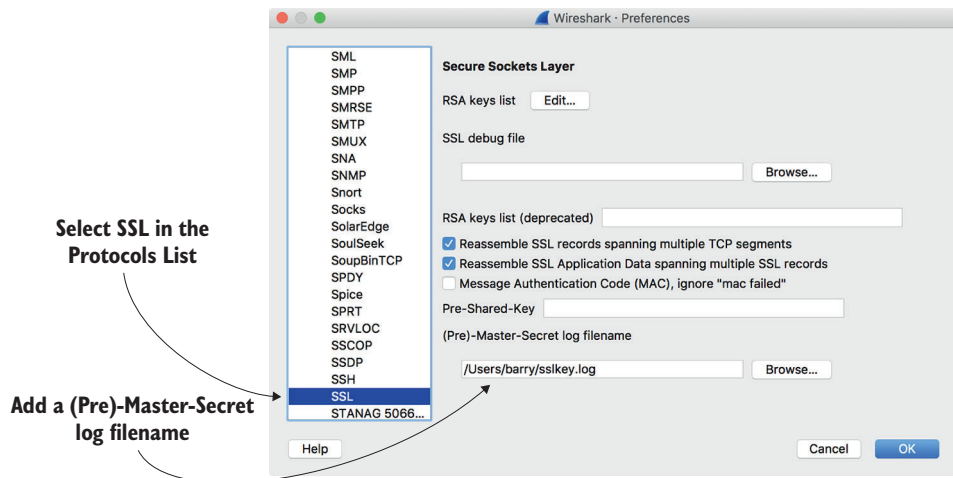 Wireshark · Preferences
SML
SMP
SMPP
SMRSE
SMTP
SMUX
SNA
SNMP
Snort
Socks
SolarEdge
SoulSeek
SoupBinTCP
SPDY
Spice
SPRT
SRVLOC
SSCOP
SSDP
SSH
SSL
STANAG 5066...
Secure Sockets Layer
RSA keys list Edit...
SSL debug file
Browse...
RSA keys list (deprecated)
Reassemble SSL records spanning multiple TCP segments
Reassemble SSL Application Data spanning multiple SSL records
Message Authentication Code (MAC), ignore "mac failed"
Pre-Shared-Key
(Pre)-Master-Secret log filename
/Users/barry/sslkey.log Browse...
Help Cancel OK
Select SSL in the
Protocols List
Add a (Pre)-Master-Secret
log filename